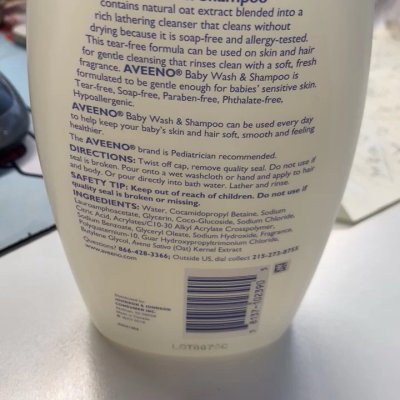 Shampoo
contains natural oat extract blended into a
rich lathering cleanser that cleans without
drying because it is soap-free and allergy-tested.
This tear-free formula can be used on skin and hair
for gentle cleansing that rinses clean with a soft, fresh
fragrance. AVEENO® Baby Wash & Shampoo is
formulated to be gentle enough for babies' sensitive skin.
Tear-free, Soap-free, Paraben-free, Phthalate-free,
Hypoallergenic.
AVEENO® Baby Wash & Shampoo can be used every day
to help keep your baby's skin and hair soft, smooth and feeling
healthier.
The AVEENO® brand is Pediatrician recommended.
DIRECTIONS: Twist off cap, remove quality seal. Do not use if
seal is broken. Pour onto a wet washcloth or hand and apply to hair
and body. Or pour directly into bath water. Lather and rinse.
SAFETY TIP: Keep out of reach of children. Do not use if
quality seal is broken or missing.
INGREDIENTS: Water, Cocamidopropyl Betaine, Sodium
Lauroamphoacetate, Glycerin, Coco-Glucoside, Sodium Chloride,
Citric Acid, Acrylates/C10-30 Alkyl Acrylate Crosspolymer,
Sodium Benzoate, Glyceryl Oleate, Sodium Hydroxide, Fragrance,
Polyquaternium-10, Guar Hydroxypropyltrimonium Chloride,
Butylene Glycol, Avena Sativa (Oat) Kernel Extract
Questions? 866-428-3366; Outside US, dial collect 215-273-8755
www.aveeno.com
Distributed by:
JOHNSON & JOHNSON
CONSUMER INC.